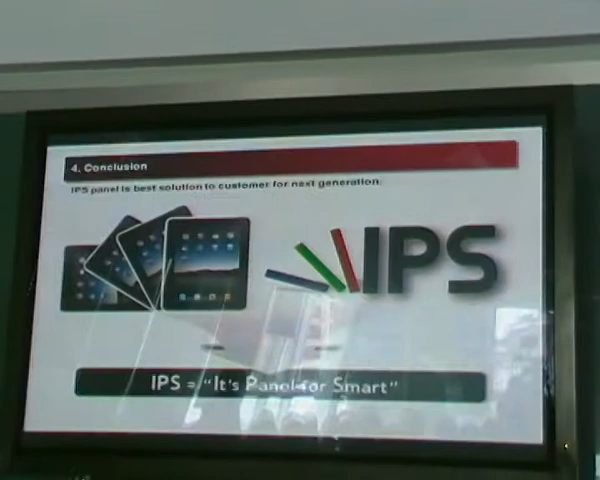 4. Conclusion
IPS panel is best solution to customer for next generation.
IPS
IPS = "It's Panel for Smart"